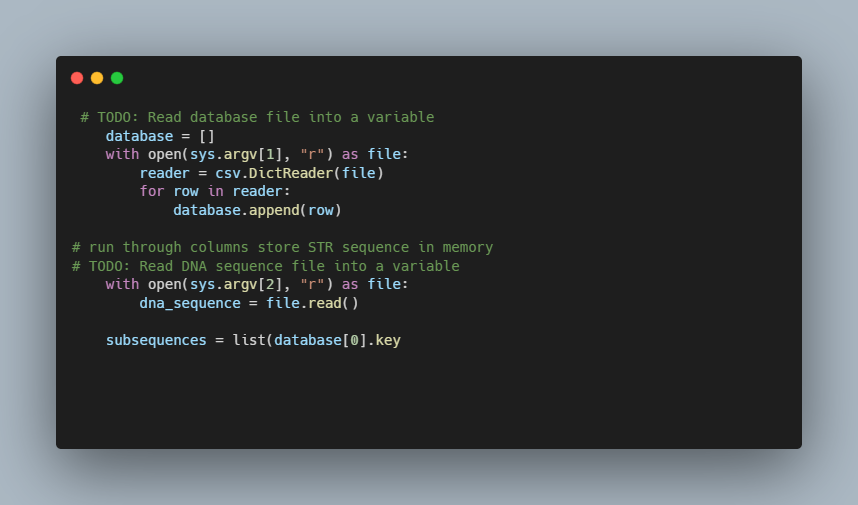 # TODO: Read database file into a variable
database = []
with open(sys.argv[1], "r") as file:
reader = csv.DictReader(file)
for row in reader:
database.append(row)
# run through columns store STR sequence in memory
# TODO: Read DNA sequence file into a variable
with open(sys.argv[2], "r") as file:
dna_sequence = file.read()
subsequences = list(database[0].key